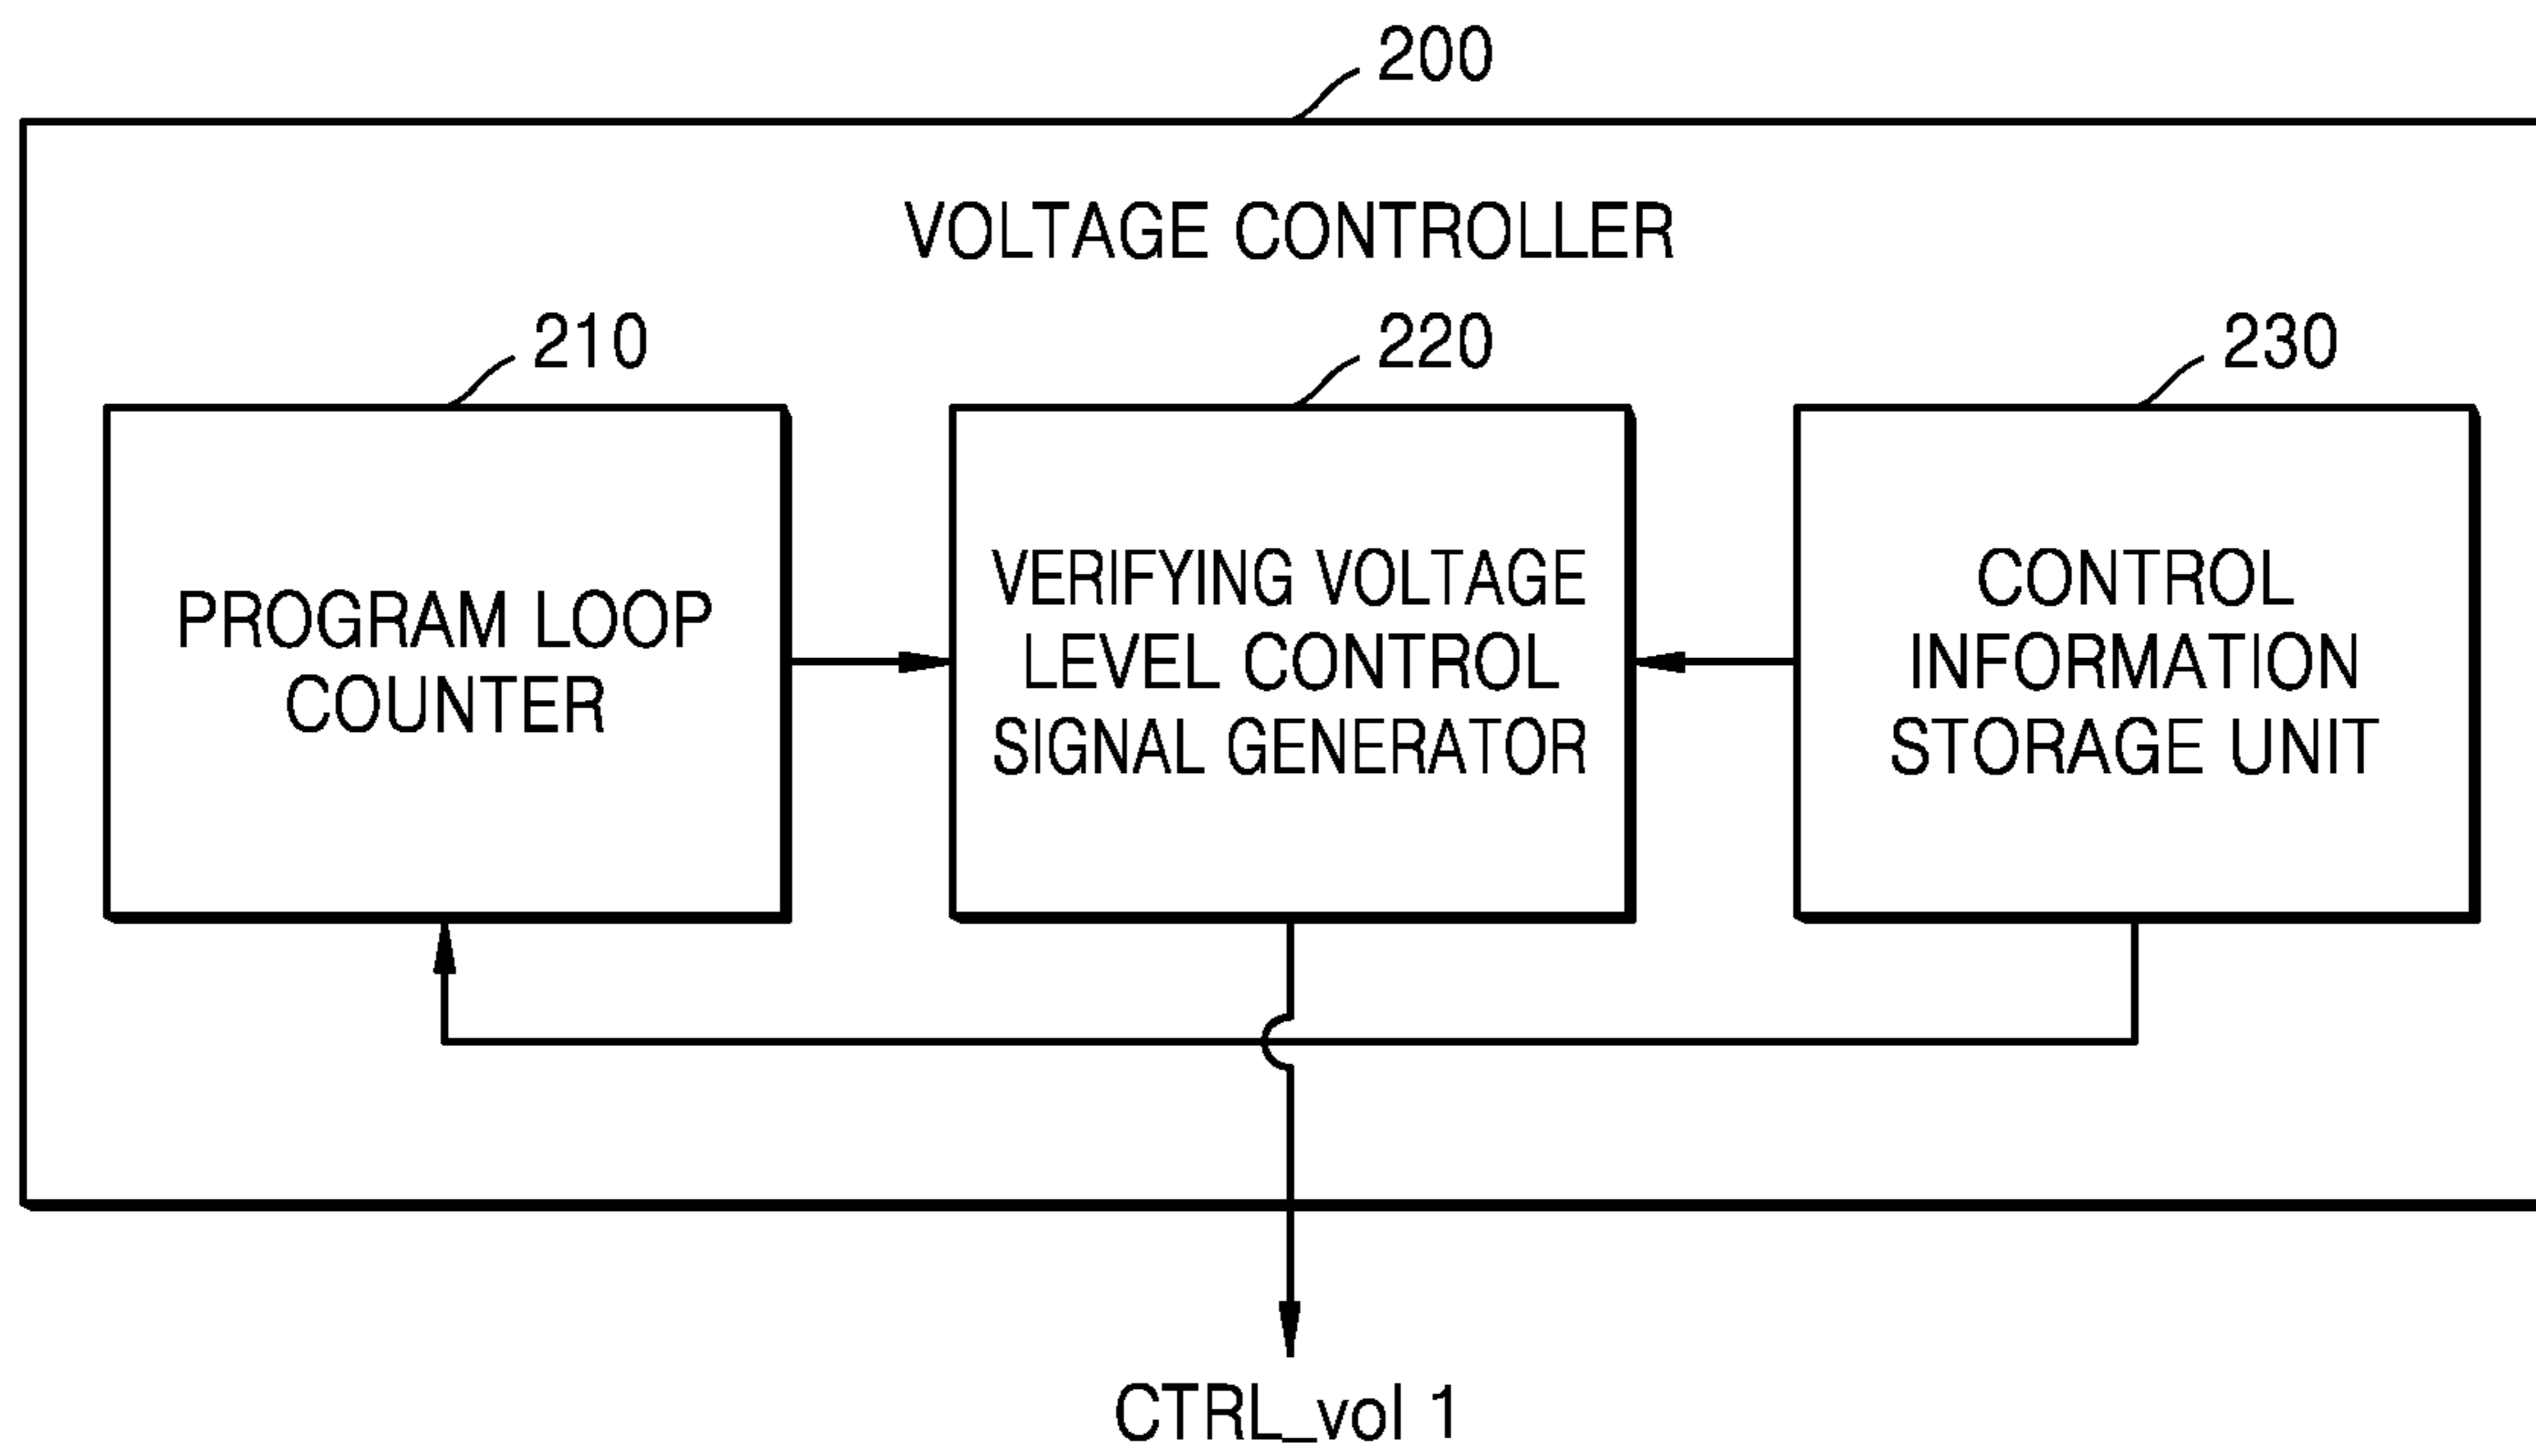 200
VOLTAGE CONTROLLER
210
220
230
PROGRAM LOOP
COUNTER
VERIFYING VOLTAGE
LEVEL CONTROL
SIGNAL GENERATOR
CONTROL
INFORMATION
STORAGE UNIT
CTRL_vol 1